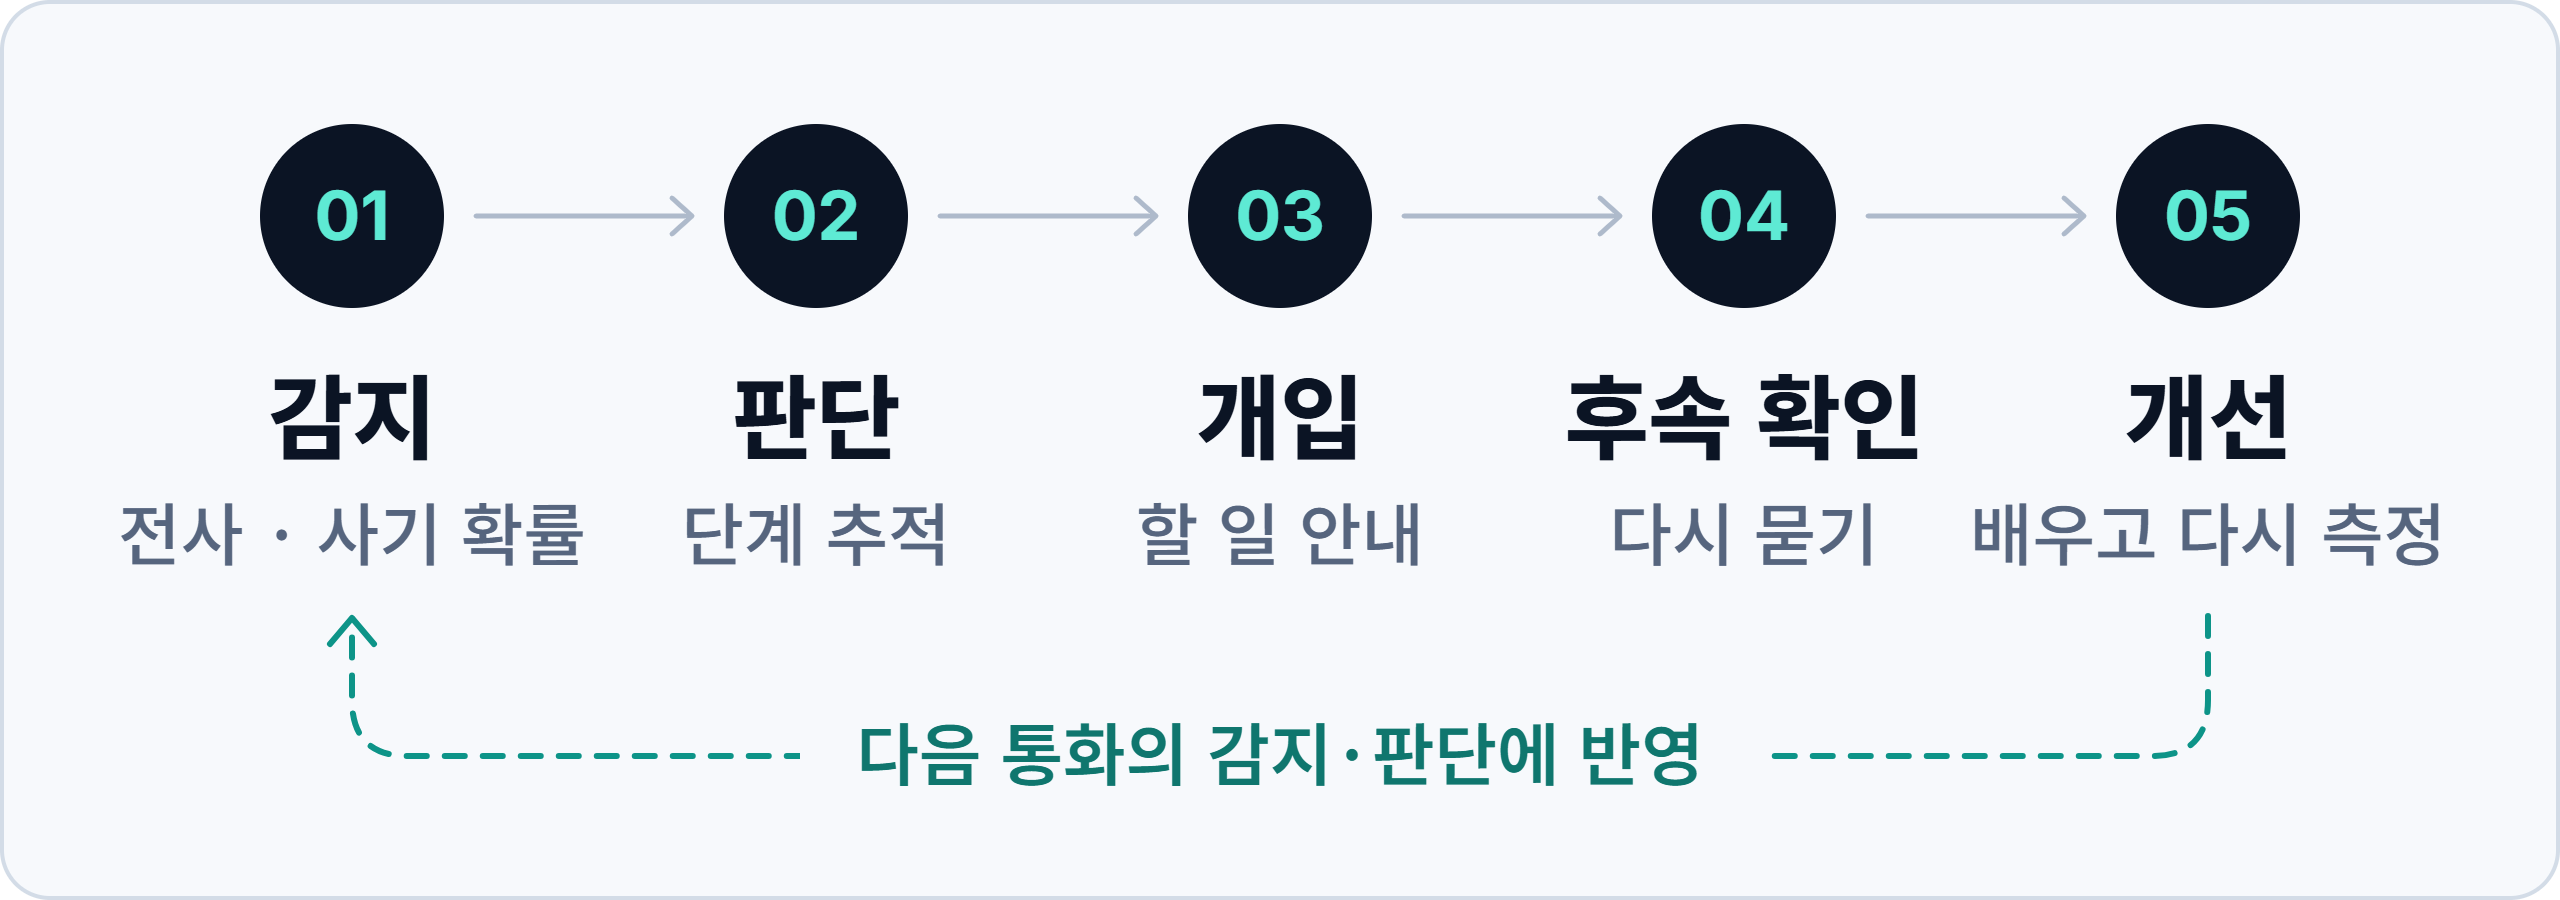 01 02 03 04 05
감지 판단 개입 후속 확인 개선
전사 · 사기 확률 단계 추적 할 일 안내 다시 묻기 배우고 다시 측정
다음 통화의 감지·판단에 반영